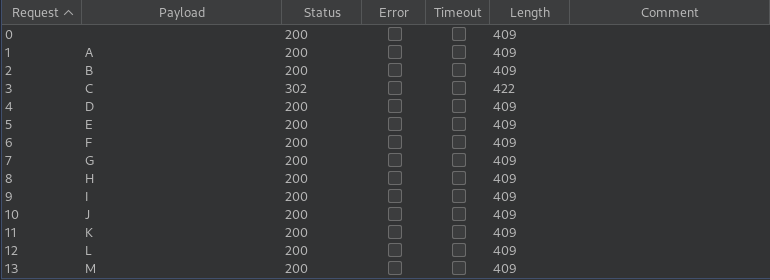 Request Payload Status Error Timeout Length Comment
0 200 409
1 A 200 409
2 B 200 409
3 C 302 422
4 D 200 409
5 E 200 409
6 F 200 409
7 G 200 409
8 H 200 409
9 I 200 409
10 J 200 409
11 K 200 409
12 L 200 409
13 M 200 409